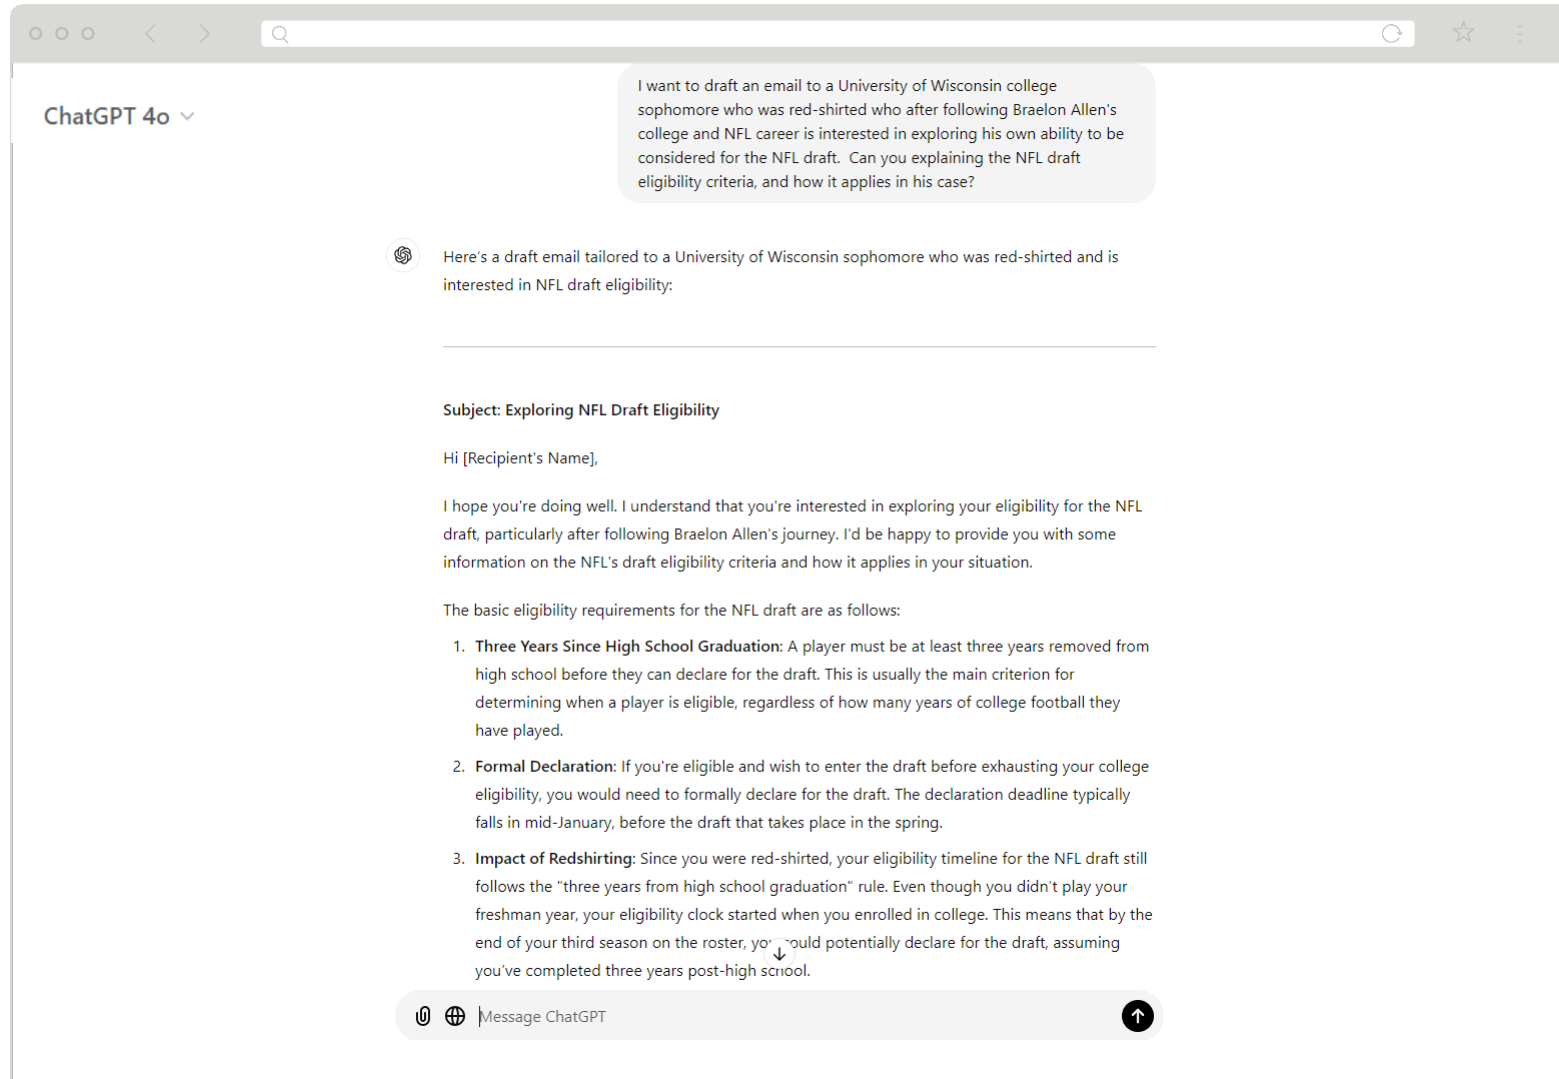 ChatGPT 4o
I want to draft an email to a University of Wisconsin college
sophomore who was red-shirted who after following Braelon Allen's
college and NFL career is interested in exploring his own ability to be
considered for the NFL draft.  Can you explaining the NFL draft
eligibility criteria, and how it applies in his case?
Here's a draft email tailored to a University of Wisconsin sophomore who was red-shirted and is
interested in NFL draft eligibility:
Subject: Exploring NFL Draft Eligibility
Hi [Recipient's Name],
I hope you're doing well. I understand that you're interested in exploring your eligibility for the NFL
draft, particularly after following Braelon Allen's journey. I'd be happy to provide you with some
information on the NFL's draft eligibility criteria and how it applies in your situation.
The basic eligibility requirements for the NFL draft are as follows:
1. Three Years Since High School Graduation: A player must be at least three years removed from
high school before they can declare for the draft. This is usually the main criterion for
determining when a player is eligible, regardless of how many years of college football they
have played.
2. Formal Declaration: If you're eligible and wish to enter the draft before exhausting your college
eligibility, you would need to formally declare for the draft. The declaration deadline typically
falls in mid-January, before the draft that takes place in the spring.
3. Impact of Redshirting: Since you were red-shirted, your eligibility timeline for the NFL draft still
follows the "three years from high school graduation" rule. Even though you didn't play your
freshman year, your eligibility clock started when you enrolled in college. This means that by the
end of your third season on the roster, potentially declare for the draft, assuming
you've completed three years post-high school.
Message ChatGPT